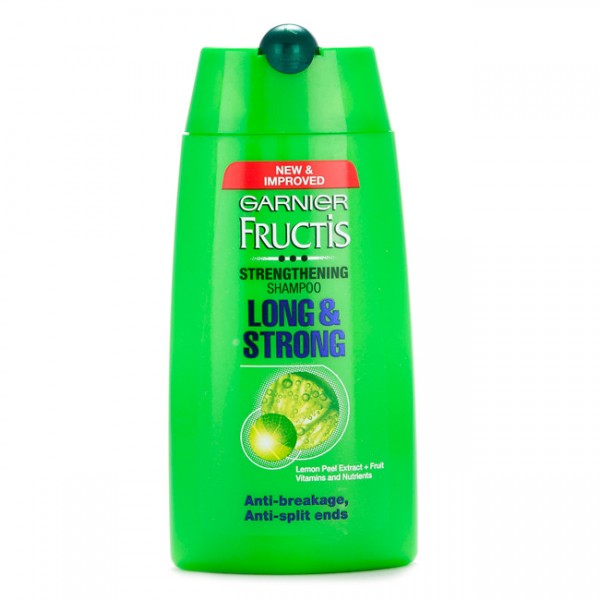 NEW &
IMPROVED
GARNIER
FRUCTIS
STRENGTHENING
SHAMPOO
LONG &
STRONG
Lemon Peel Extract + Fruit
Vitamins and Nutrients
Anti-breakage,
Anti-split ends